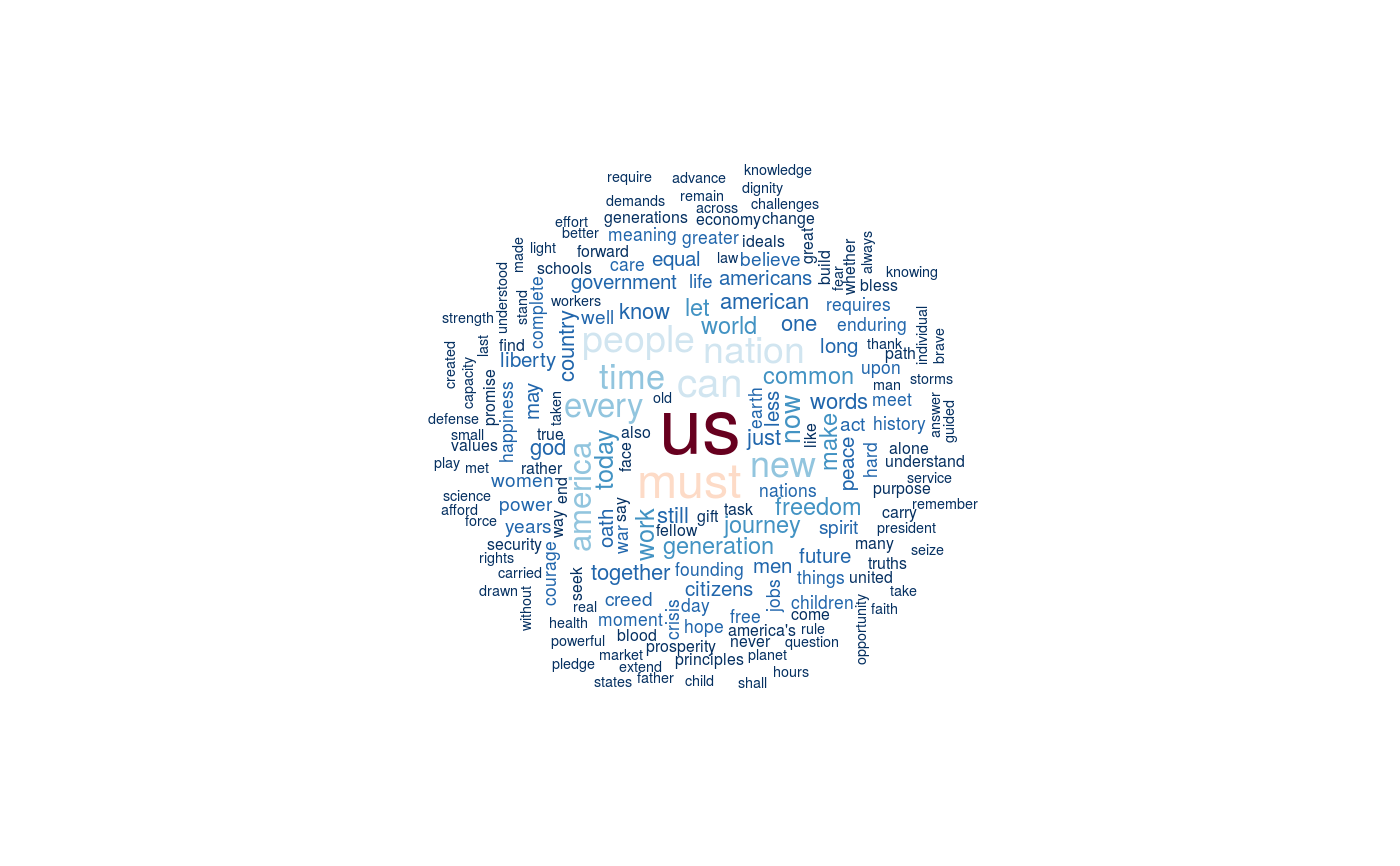 knowledge
require
advance
dignity
demands
remain
across
challenges
effort
generations
economy
change
better
meaning
greater
ideals
great
made
light
forward
equal
law
believe
build
fear
whether
always
understood
schools
care
government
life
americans
bless
knowing
stand
complete
workers
well
know
let
american
requires
strength
country
people
world
one
enduring
individual
brave
last
find
liberty
nation
long
thank
path
created
capacity
promise
time
can
common
upon
man
storms
happiness
may
taken
every
old
us
earth
less
now
words
meet
answer
guided
defense
small
values
true
god
also
face
just
like
make
act
history
play
met
rather
women
america
today
must
new
peace
hard
alone
understand
science
afford
force
power
years
end
way
oath
war
say
nations
freedom
purpose
service
remember
work
still
gift
task
fellow
journey
spirit
carry
president
security
rights
carried
courage
generation
future
many
seize
drawn
without
seek
together
founding
men
things
united
truths
take
real
creed
citizens
jobs
children
faith
health
moment
crisis
day
hope
free
come
opportunity
powerful
blood
prosperity
america's
never
rule
question
pledge
market
extend
principles
planet
hours
states
father
child
shall